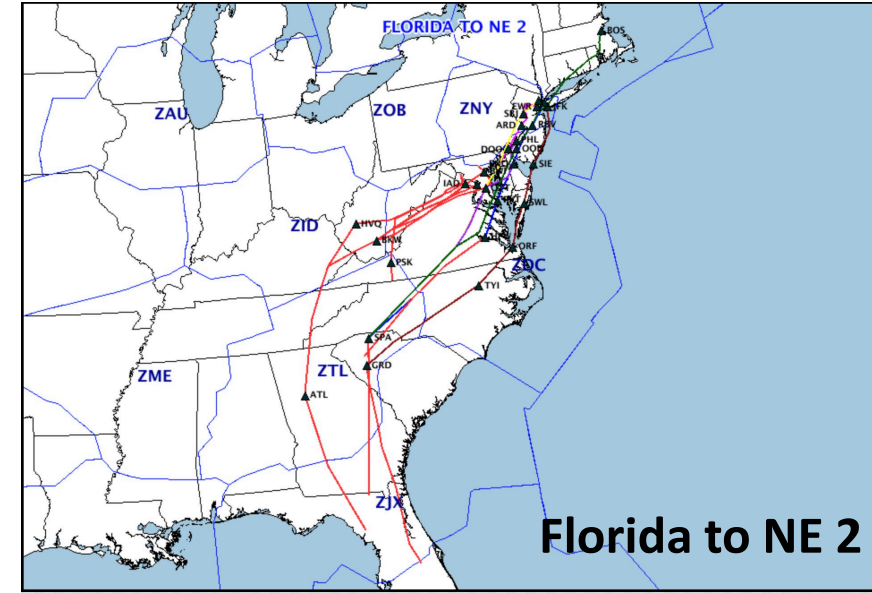 FLORIDA TO NE 2
BOS
ZAU
ZOB
ZNY
EWR
JFK
SBJ
ARD
RBV
PHL
DQO
OOD
SIE
IAD
SWL
HVQ
ZID
BKW
PSK
ORF
ZDC
TYI
SPA
GRD
ZTL
ZME
ATL
ZJX
Florida to NE 2